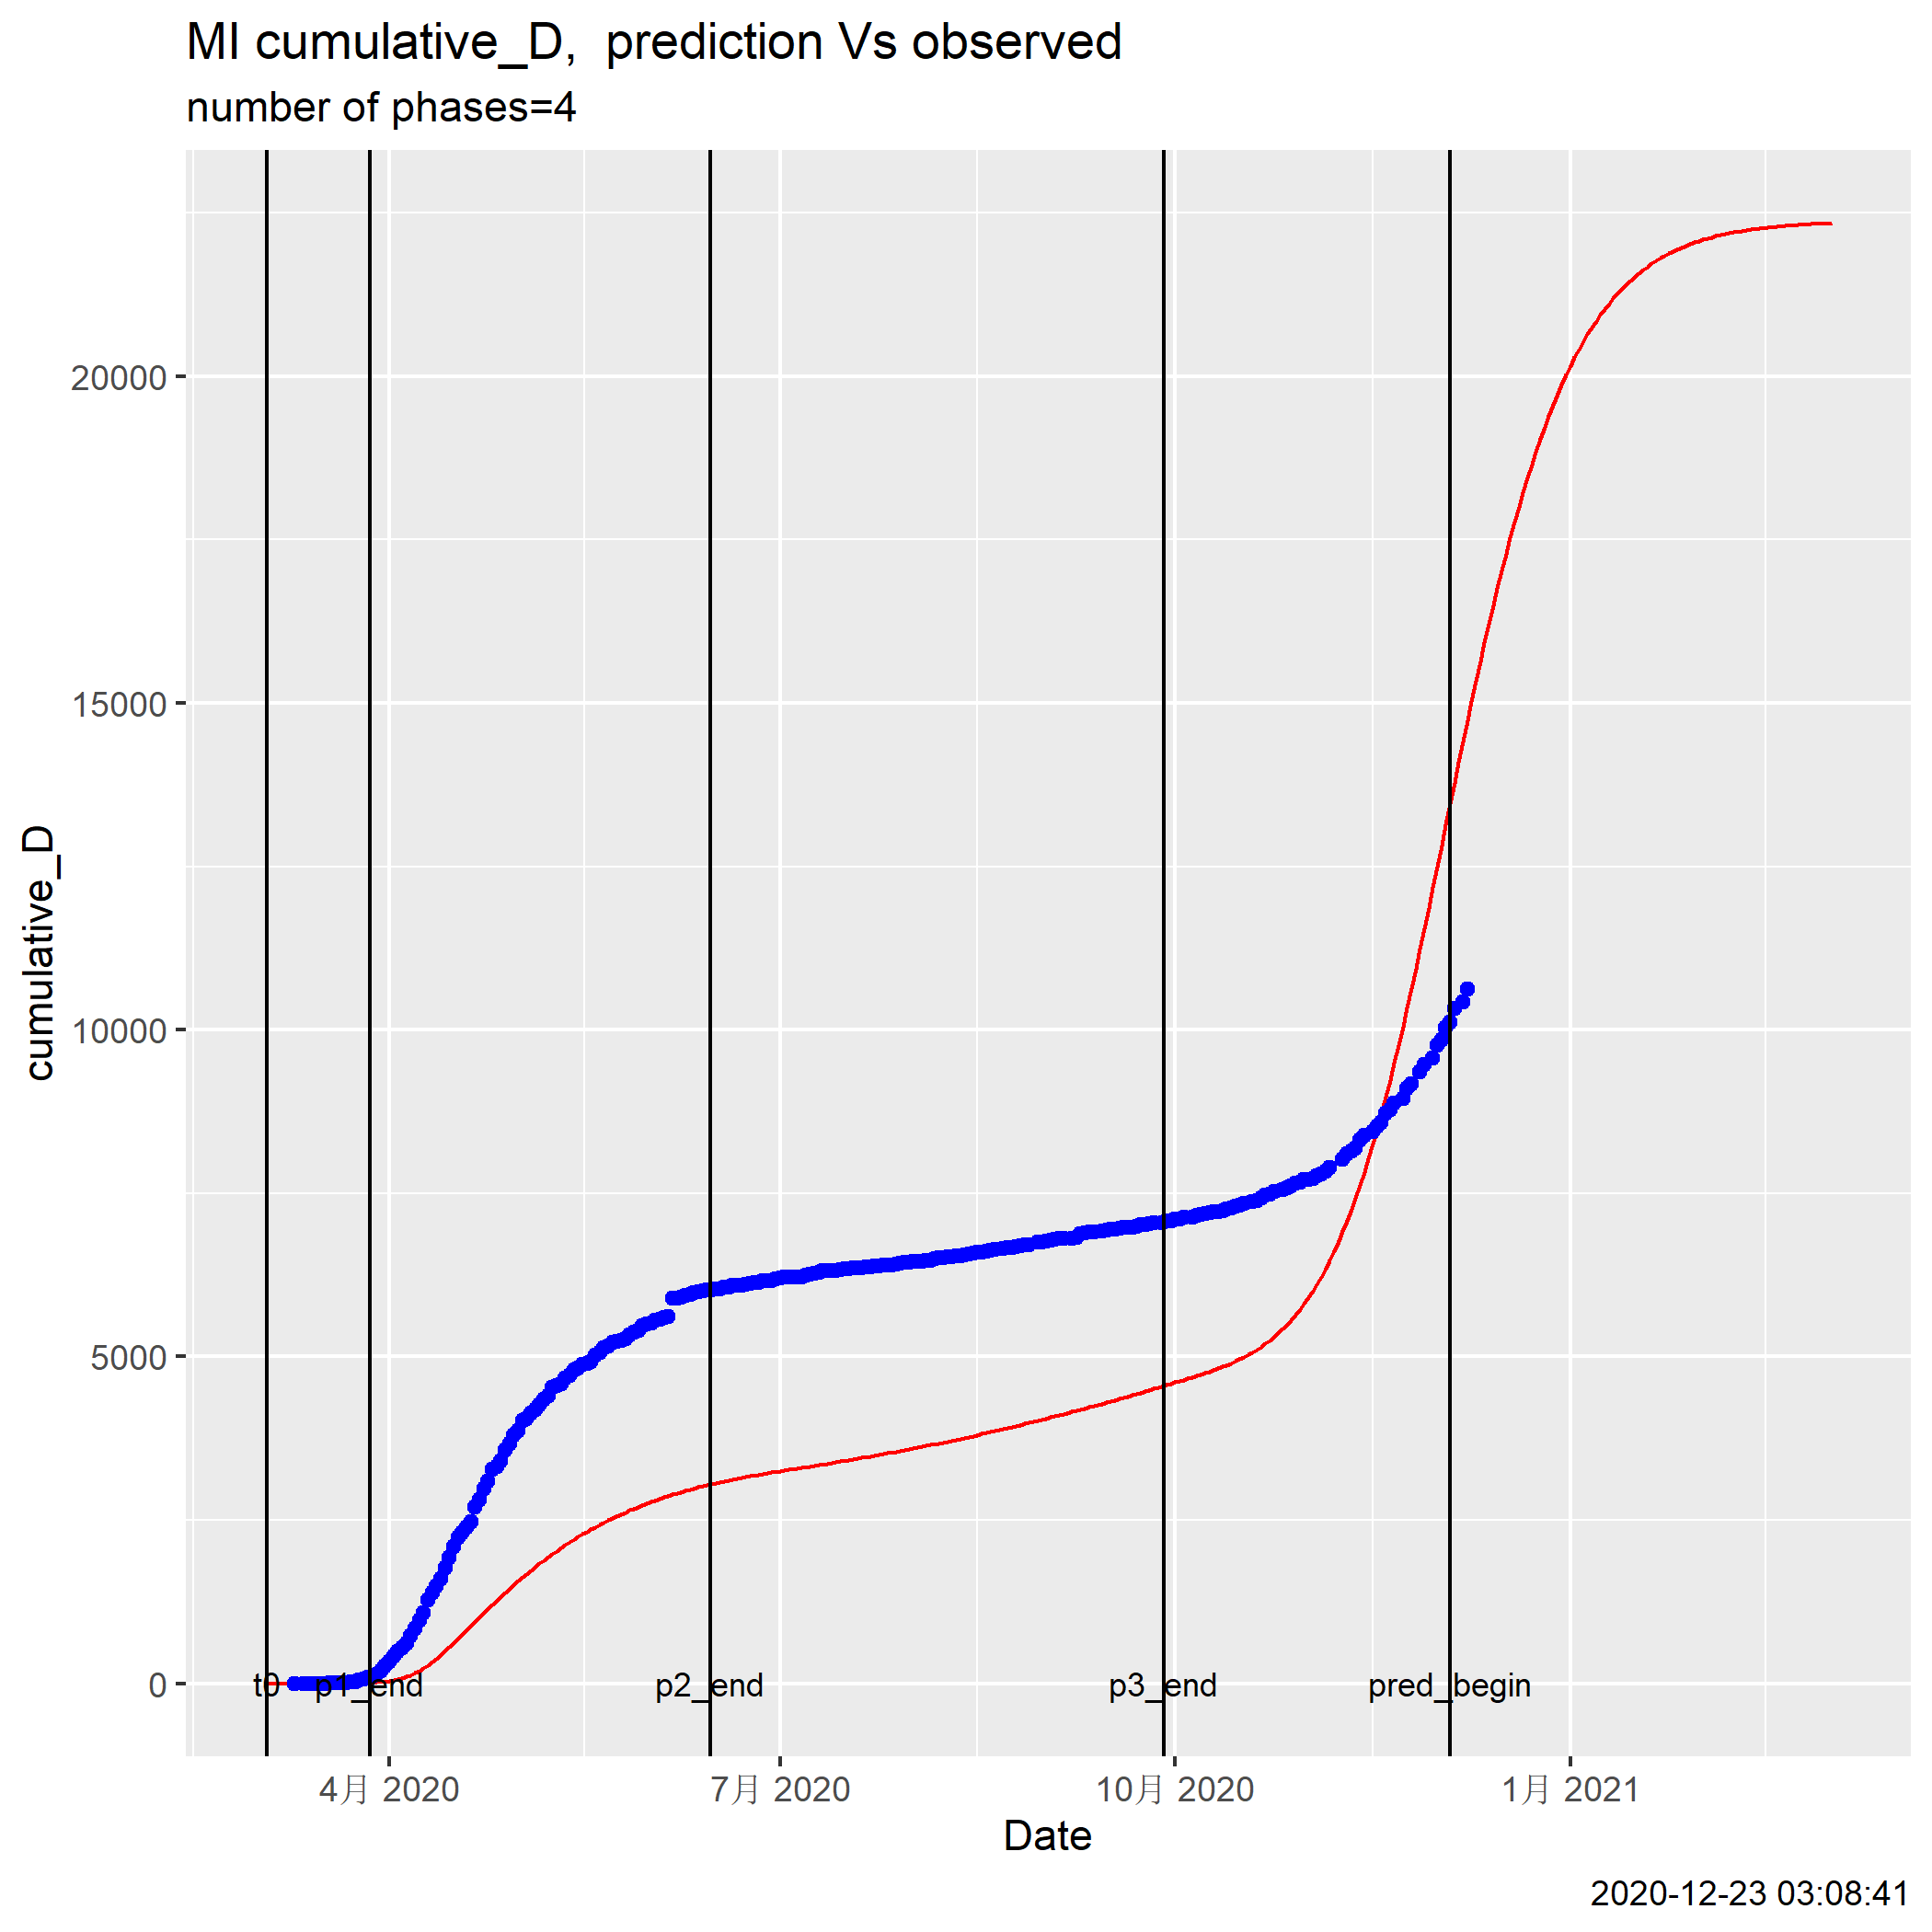 MI cumulative_D,  prediction Vs observed
number of phases=4
cumulative_D
20000
15000
10000
5000
0
t0
p1_end
p2_end
p3_end
pred_begin
4月 2020
7月 2020
10月 2020
1月 2021
Date
2020-12-23 03:08:41